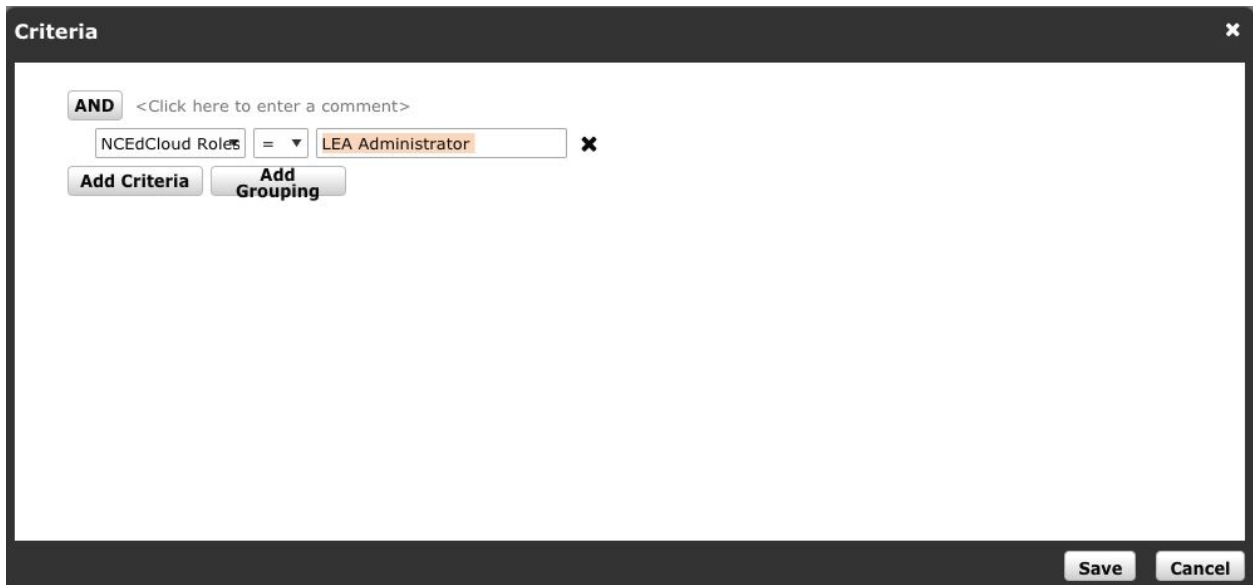 Criteria ✖
AND <Click here to enter a comment>
NCEdCloud Roles = LEA Administrator ✖
Add Criteria Add
Grouping
Save Cancel